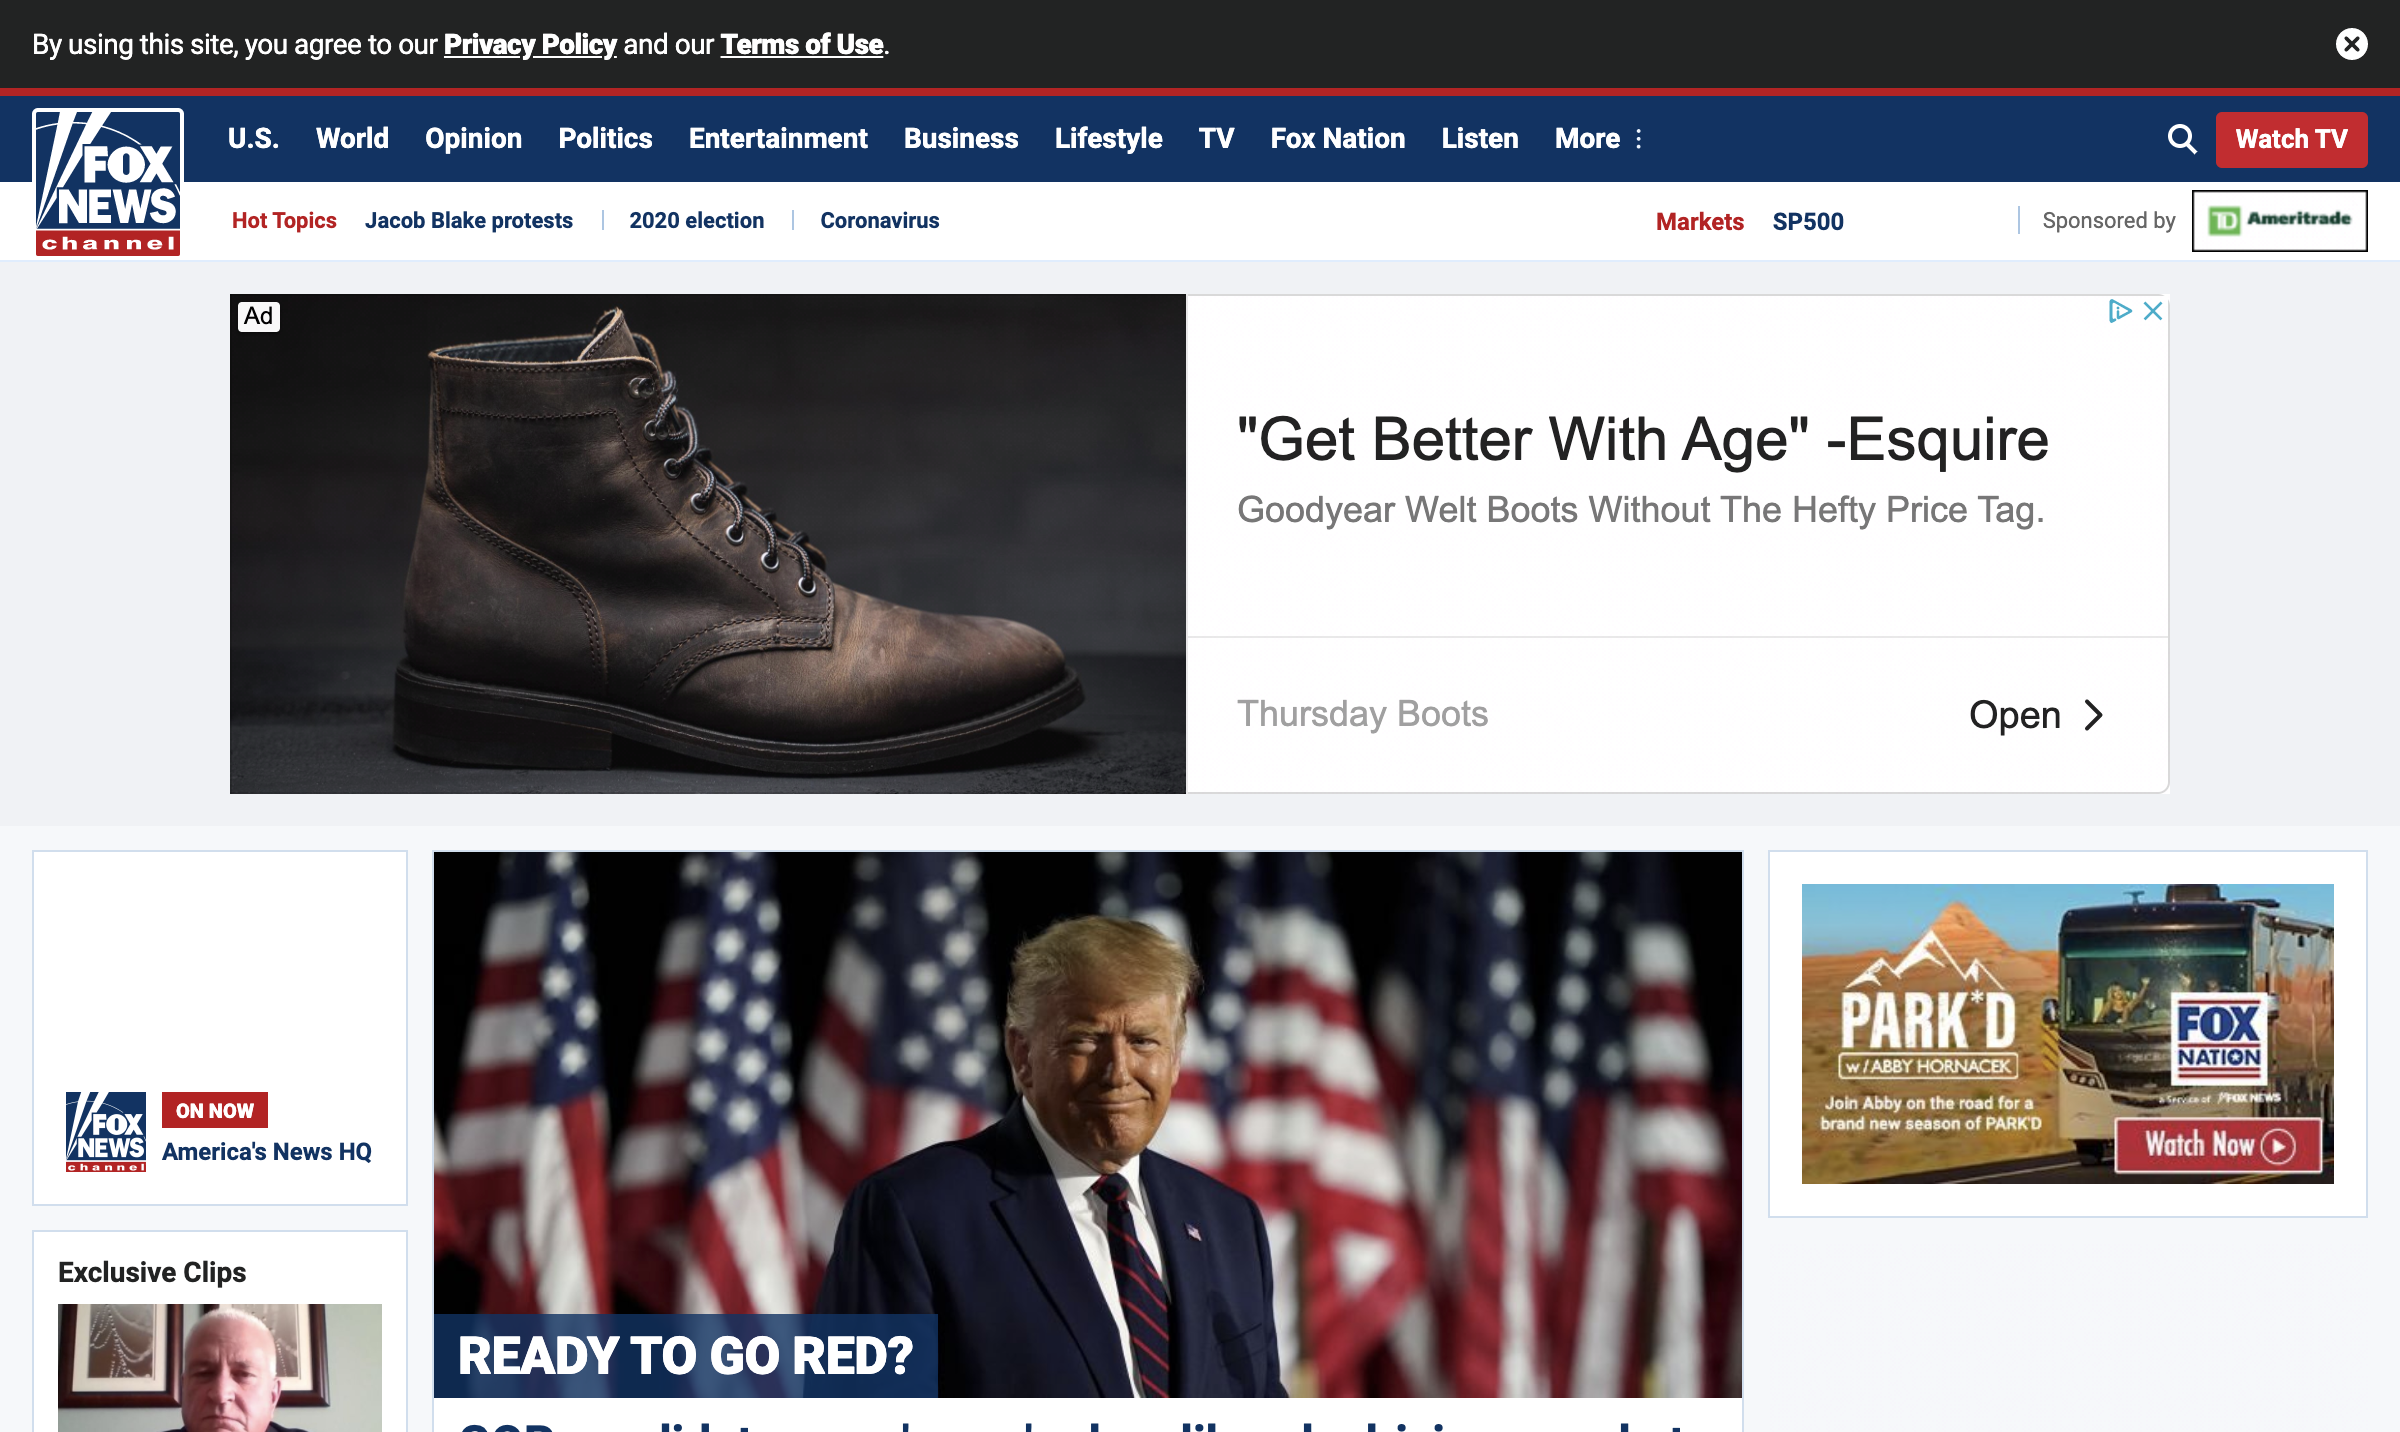 By using this site, you agree to our Privacy Policy and our Terms of Use.
U.S. World Opinion Politics Entertainment Business Lifestyle TV Fox Nation Listen More Watch TV
FOX
NEWS
channel
Hot Topics Jacob Blake protests 2020 election Coronavirus Markets SP500 Sponsored by TD Ameritrade
Ad
"Get Better With Age" -Esquire
Goodyear Welt Boots Without The Hefty Price Tag.
Thursday Boots Open
FOX
NEWS
channel
ON NOW
America's News HQ
Exclusive Clips
READY TO GO RED?
PARK'D
w/ABBY HORNACEK
Join Abby on the road for a
brand new season of PARK'D
FOX
NATION
a Service of FOX NEWS
Watch Now